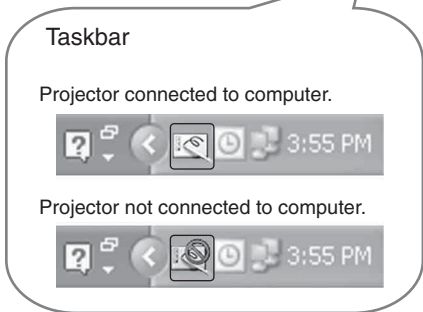 Taskbar
Projector connected to computer.
? 3:55 PM
Projector not connected to computer.
? 3:55 PM